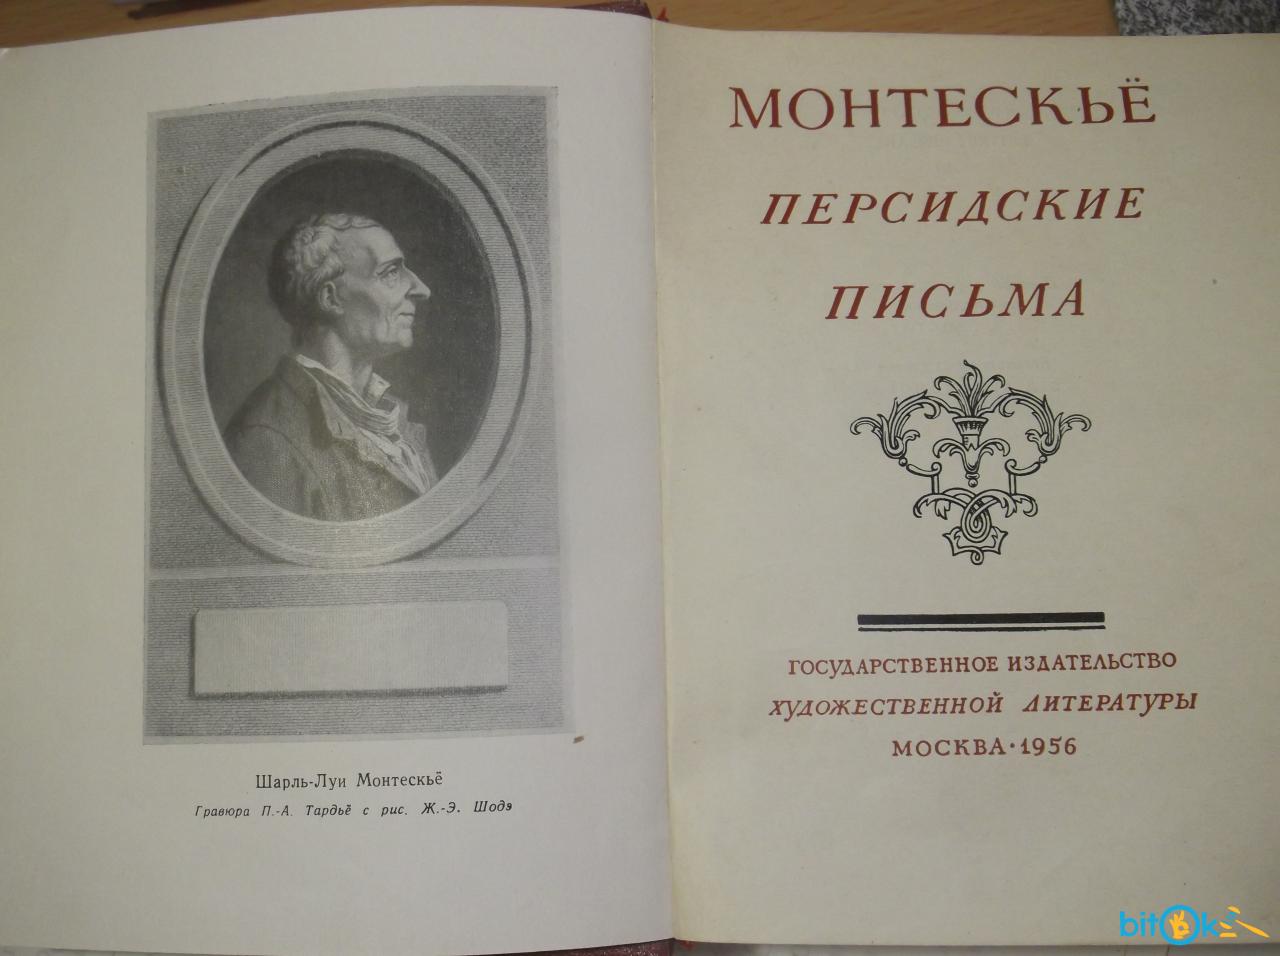 Шарль-Луи Монтескьё
Гравюра П.-А. Тардьё с рис. Ж.-Э. Шодэ
МОНТЕСКЬЁ
ПЕРСИДСКИЕ
ПИСЬМА
ГОСУДАРСТВЕННОЕ ИЗДАТЕЛЬСТВО
ХУДОЖЕСТВЕННОЙ ЛИТЕРАТУРЫ
МОСКВА·1956
bitOk